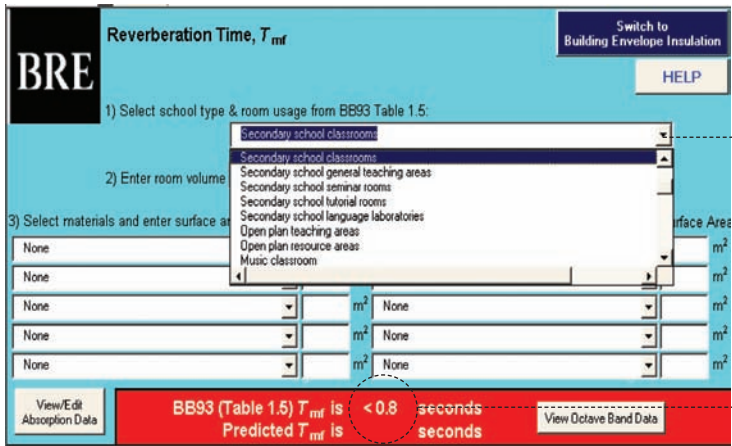 BRE
Reverberation Time, Tmf
Switch to
Building Envelope Insulation
HELP
1) Select school type & room usage from BB93 Table 1.5:
Secondary school classrooms
Secondary school classrooms
Secondary school general teaching areas
Secondary school seminar rooms
Secondary school tutorial rooms
Secondary school language laboratories
Open plan teaching areas
Open plan resource areas
Music classroom
2) Enter room volume
3) Select materials and enter surface
Area
None m²
None m²
None m² None m²
None m² None m²
None m² None m²
View/Edit
Absorption Data
BB93 (Table 1.5) Tmf is <0.8 seconds
Predicted Tmf is seconds
View Octave Band Data